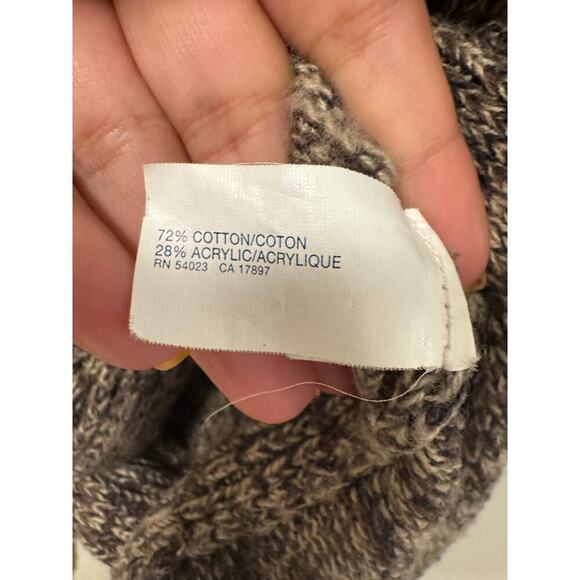 72% COTTON/COTON
28% ACRYLIC/ACRYLIQUE
RN 54023 CA 17897